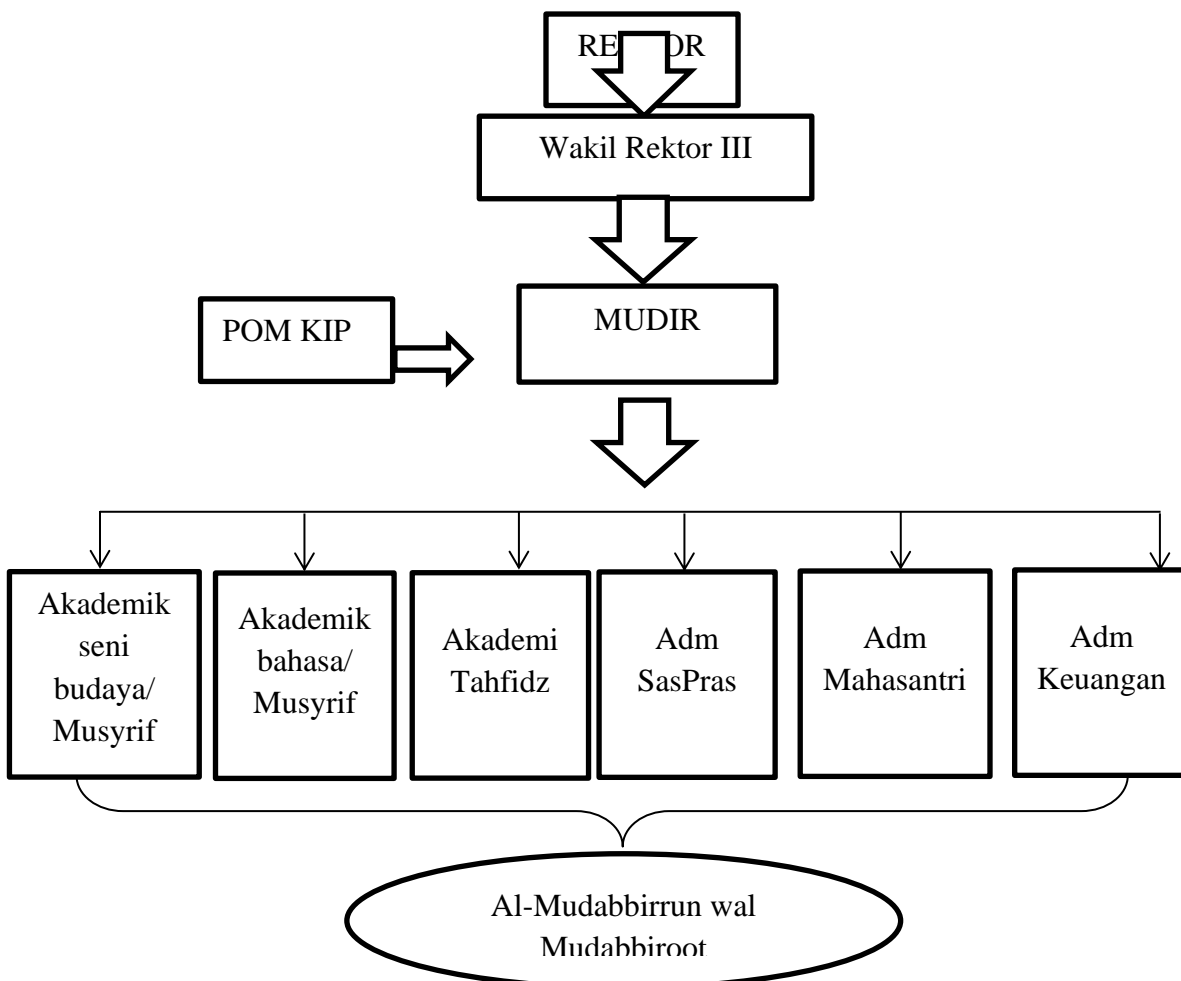 Wakil Rektor III
POM KIP
MUDIR
Akademik
seni
budaya/
Musyrif
Akademik
bahasa/
Musyrif
Akademi
Tahfidz
Adm
SasPras
Adm
Mahasantri
Adm
Keuangan
Al-Mudabbirrun wal
Mudabbiroot